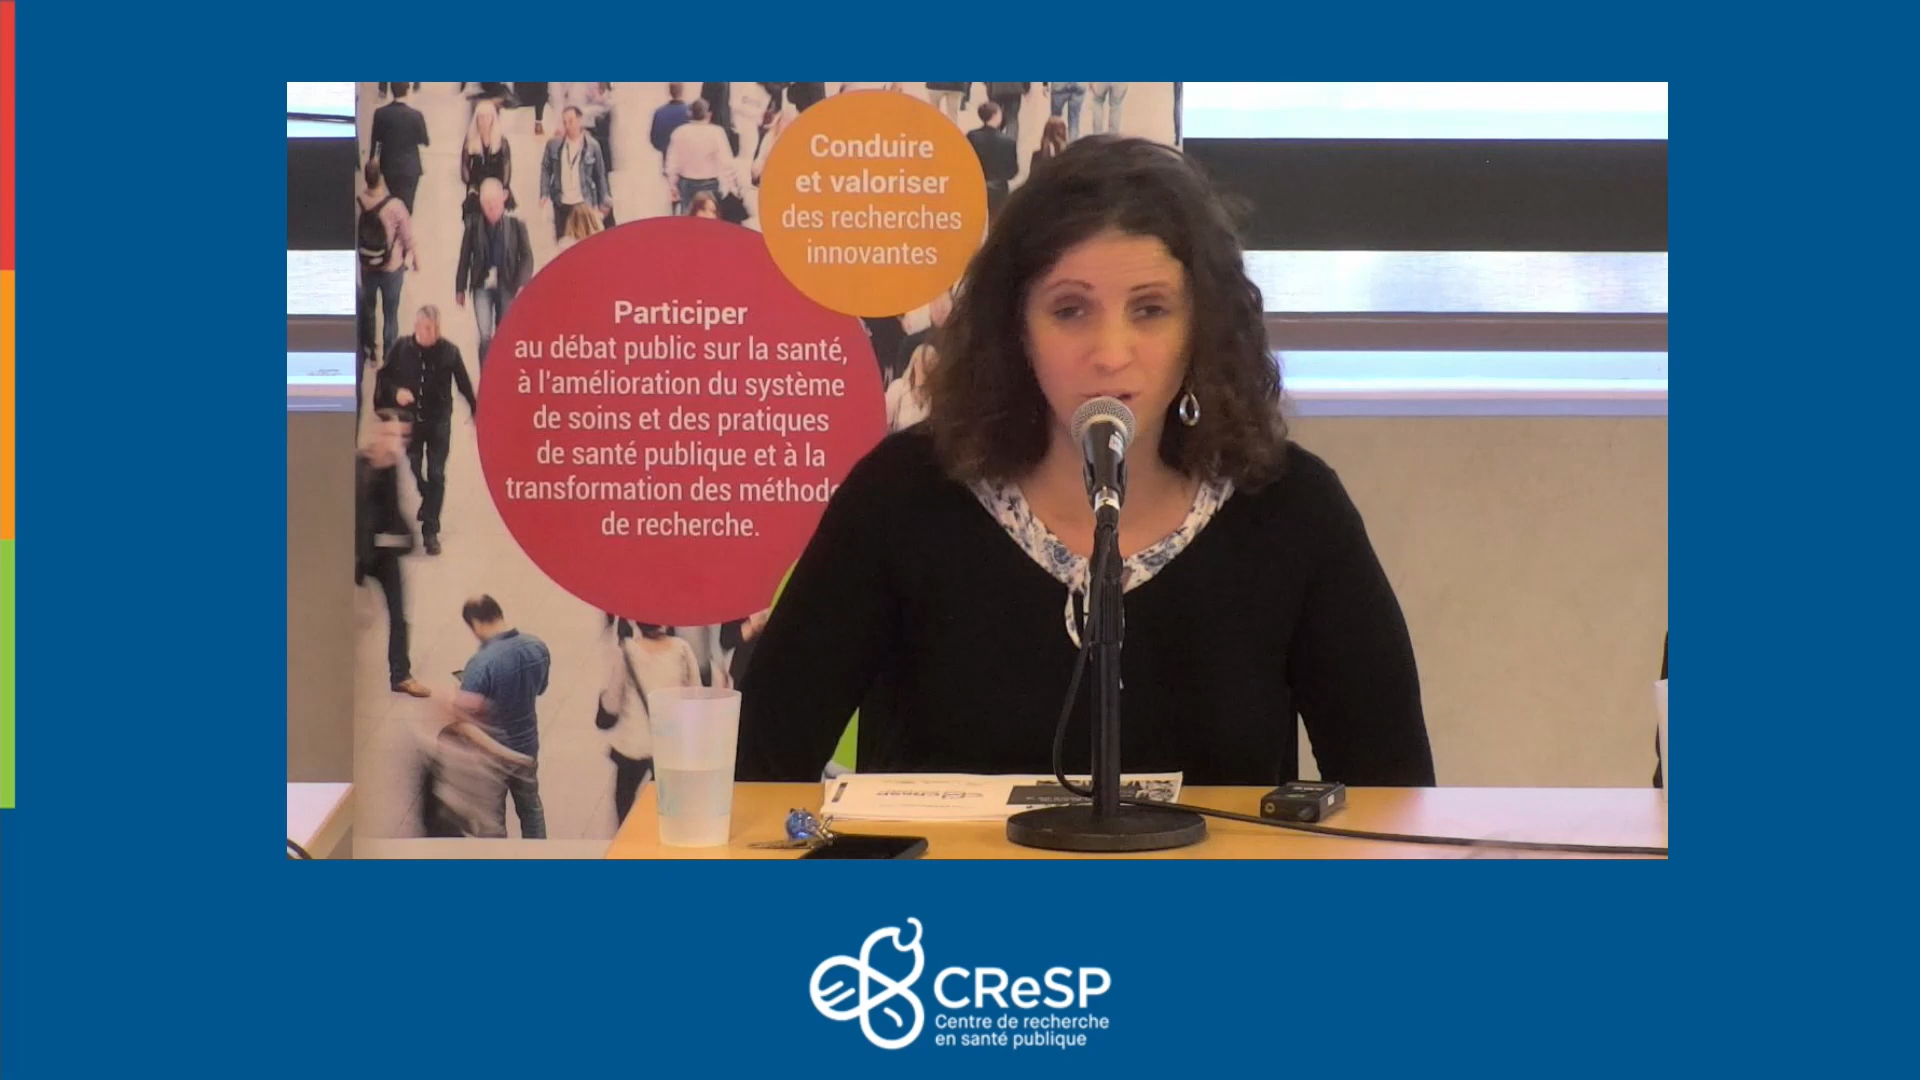 Conduire
et valoriser
des recherches
innovantes
Participer
au débat public sur la santé,
à l'amélioration du système
de soins et des pratiques
de santé publique et à la
transformation des méthod
de recherche.
CReSP
CReSP
Centre de recherche
en santé publique